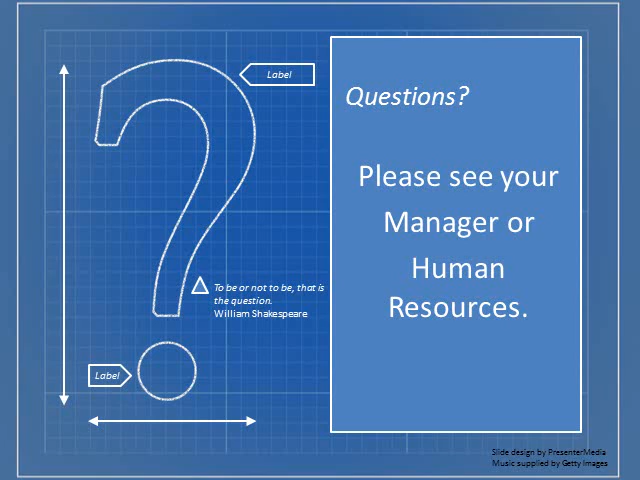 Label
Questions?
Please see your
Manager or
Human
Resources.
To be or not to be, that is
the question.
William Shakespeare
Label
Slide design by PresenterMedia
Music supplied by Getty Images